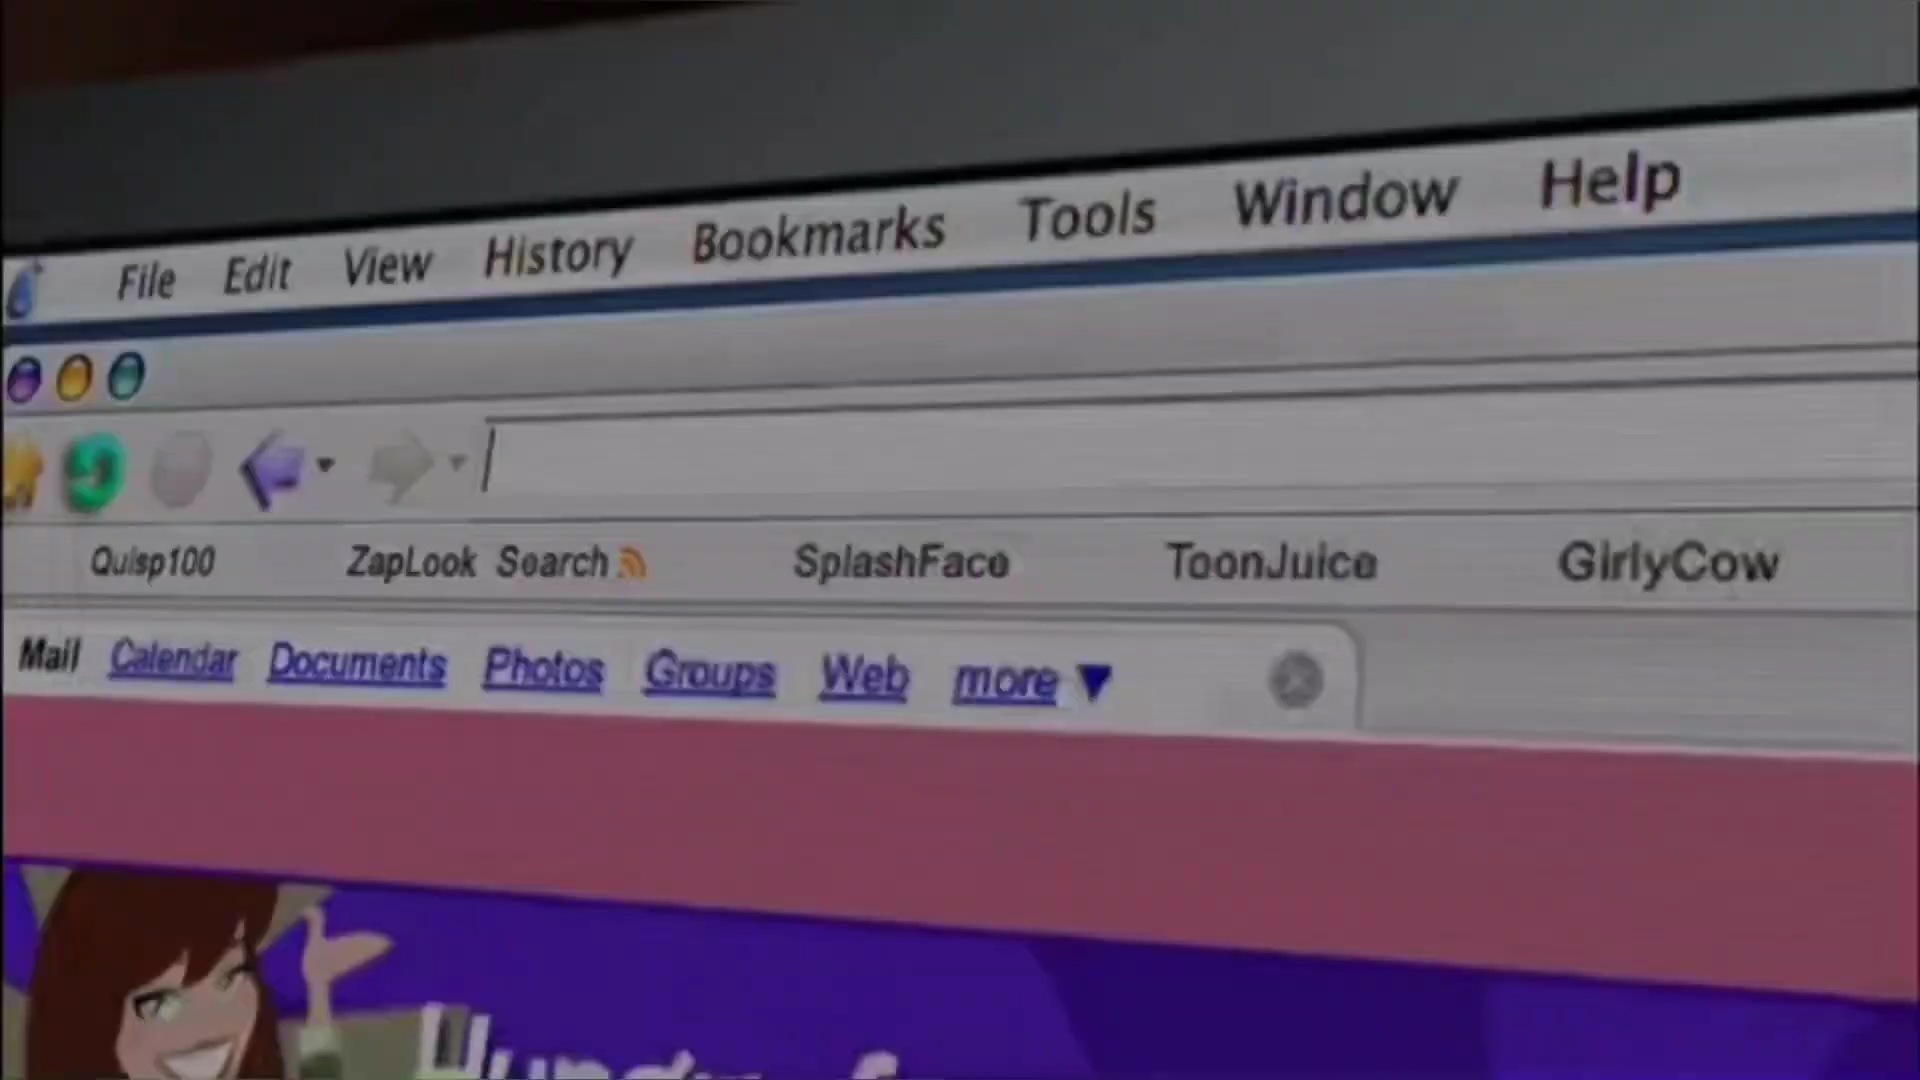 File Edit View History Bookmarks Tools Window Help
Quisp100 ZapLook Search SplashFace ToonJuice GirlyCow
Mail Calendar Documents Photos Groups Web more